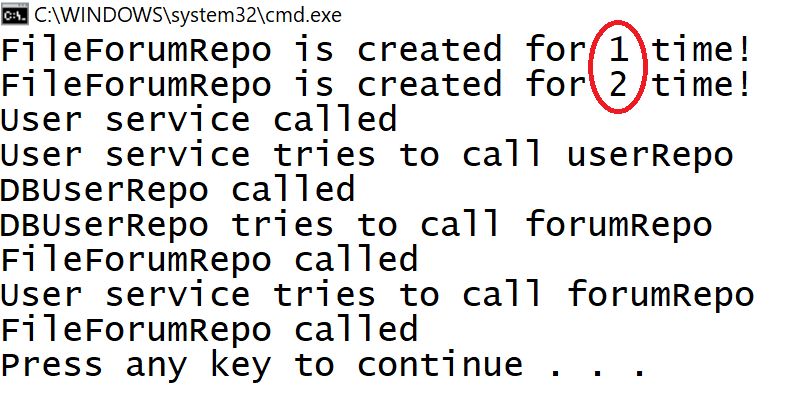 C:\WINDOWS\system32\cmd.exe
FileForumRepo is created for 1 time!
FileForumRepo is created for 2 time!
User service called
User service tries to call userRepo
DBUserRepo called
DBUserRepo tries to call forumRepo
FileForumRepo called
User service tries to call forumRepo
FileForumRepo called
Press any key to continue . . .